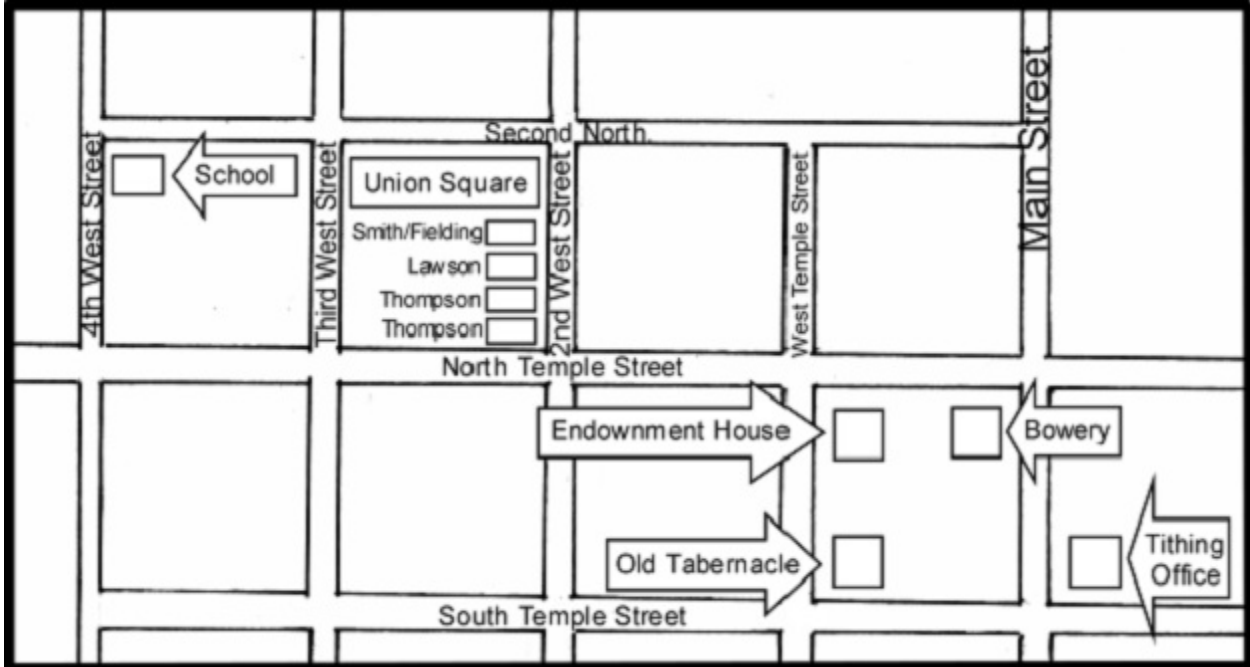 Main Street
Second North.
4th West Street
School
Third West Street
Union Square
2nd West Street
West Temple Street
Smith/Fielding
Lawson
Thompson
Thompson
North Temple Street
Endownment House
Bowery
Old Tabernacle
Tithing
Office
South Temple Street